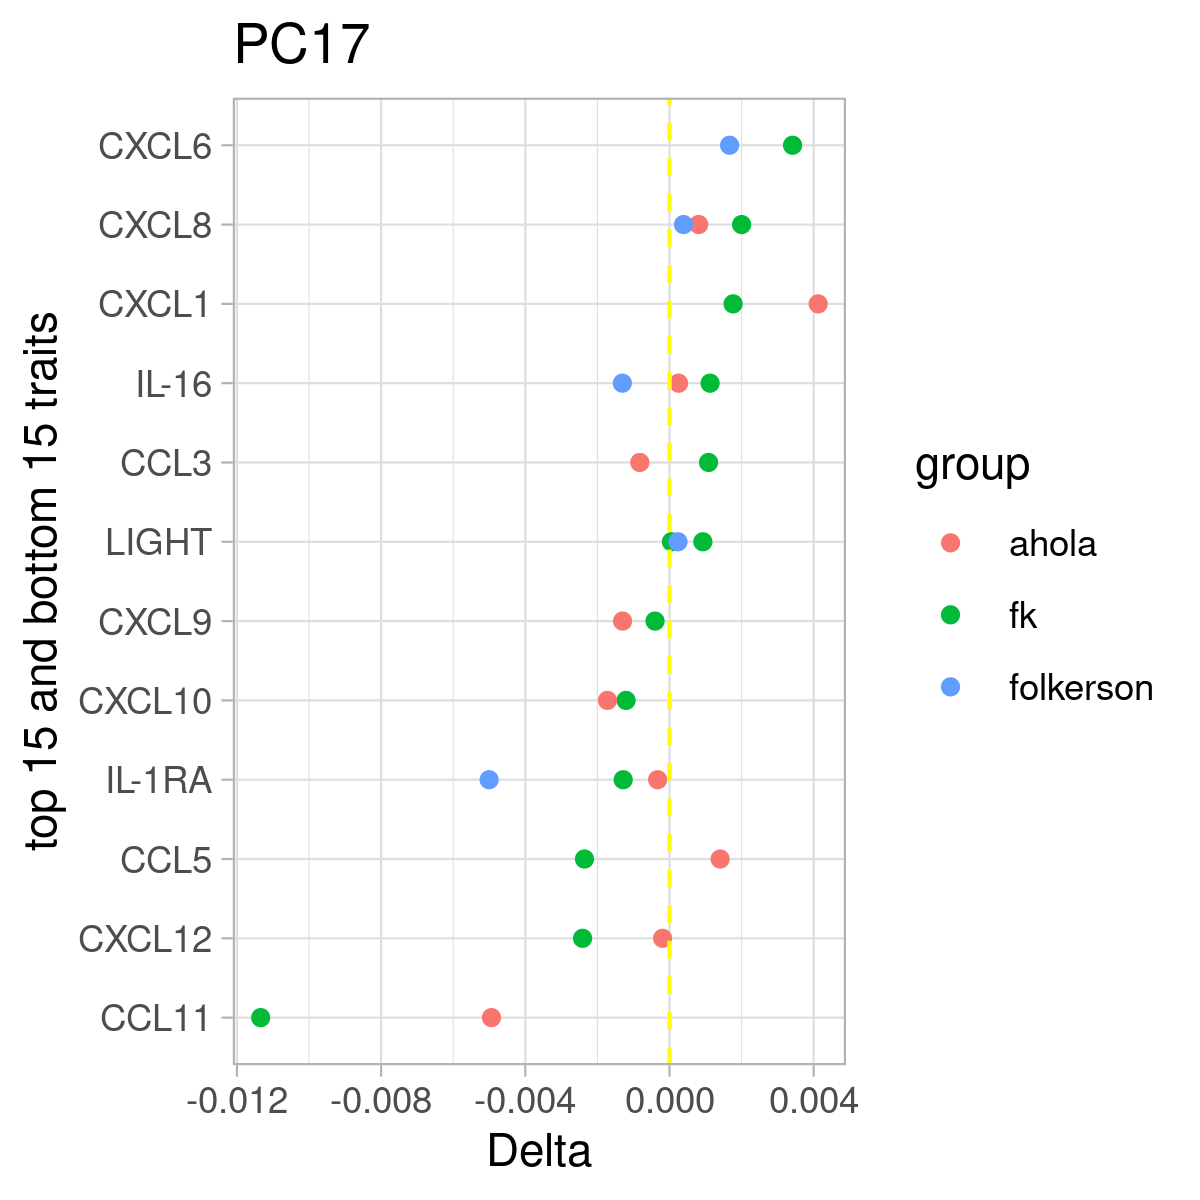 PC17
top 15 and bottom 15 traits
CXCL6
CXCL8
CXCL1
IL-16
CCL3
LIGHT
CXCL9
CXCL10
IL-1RA
CCL5
CXCL12
CCL11
-0.012 -0.008 -0.004 0.000 0.004
Delta
group
ahola
fk
folkerson